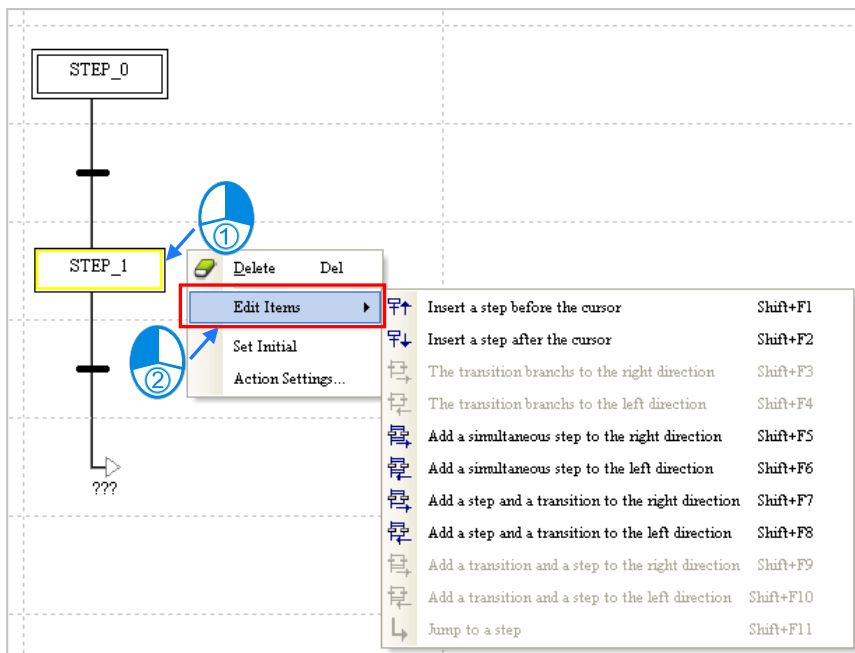 STEP_0
①
STEP_1
Delete Del
Edit Items
Set Initial
Action Settings...
②
Insert a step before the cursor Shift+F1
Insert a step after the cursor Shift+F2
The transition branchs to the right direction Shift+F3
The transition branchs to the left direction Shift+F4
Add a simultaneous step to the right direction Shift+F5
Add a simultaneous step to the left direction Shift+F6
Add a step and a transition to the right direction Shift+F7
Add a step and a transition to the left direction Shift+F8
Add a transition and a step to the right direction Shift+F9
Add a transition and a step to the left direction Shift+F10
Jump to a step Shift+F11
???